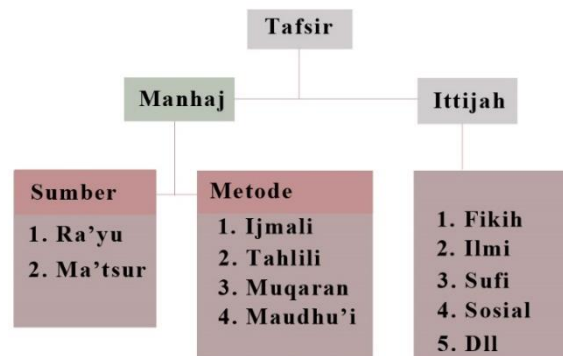 Tafsir
Manhaj
Ittijah
Sumber
1. Ra'yu
2. Ma'tsur
Metode
1. Ijmali
2. Tahlili
3. Muqaran
4. Maudhu'i
1. Fikih
2. Ilmi
3. Sufi
4. Sosial
5. Dll